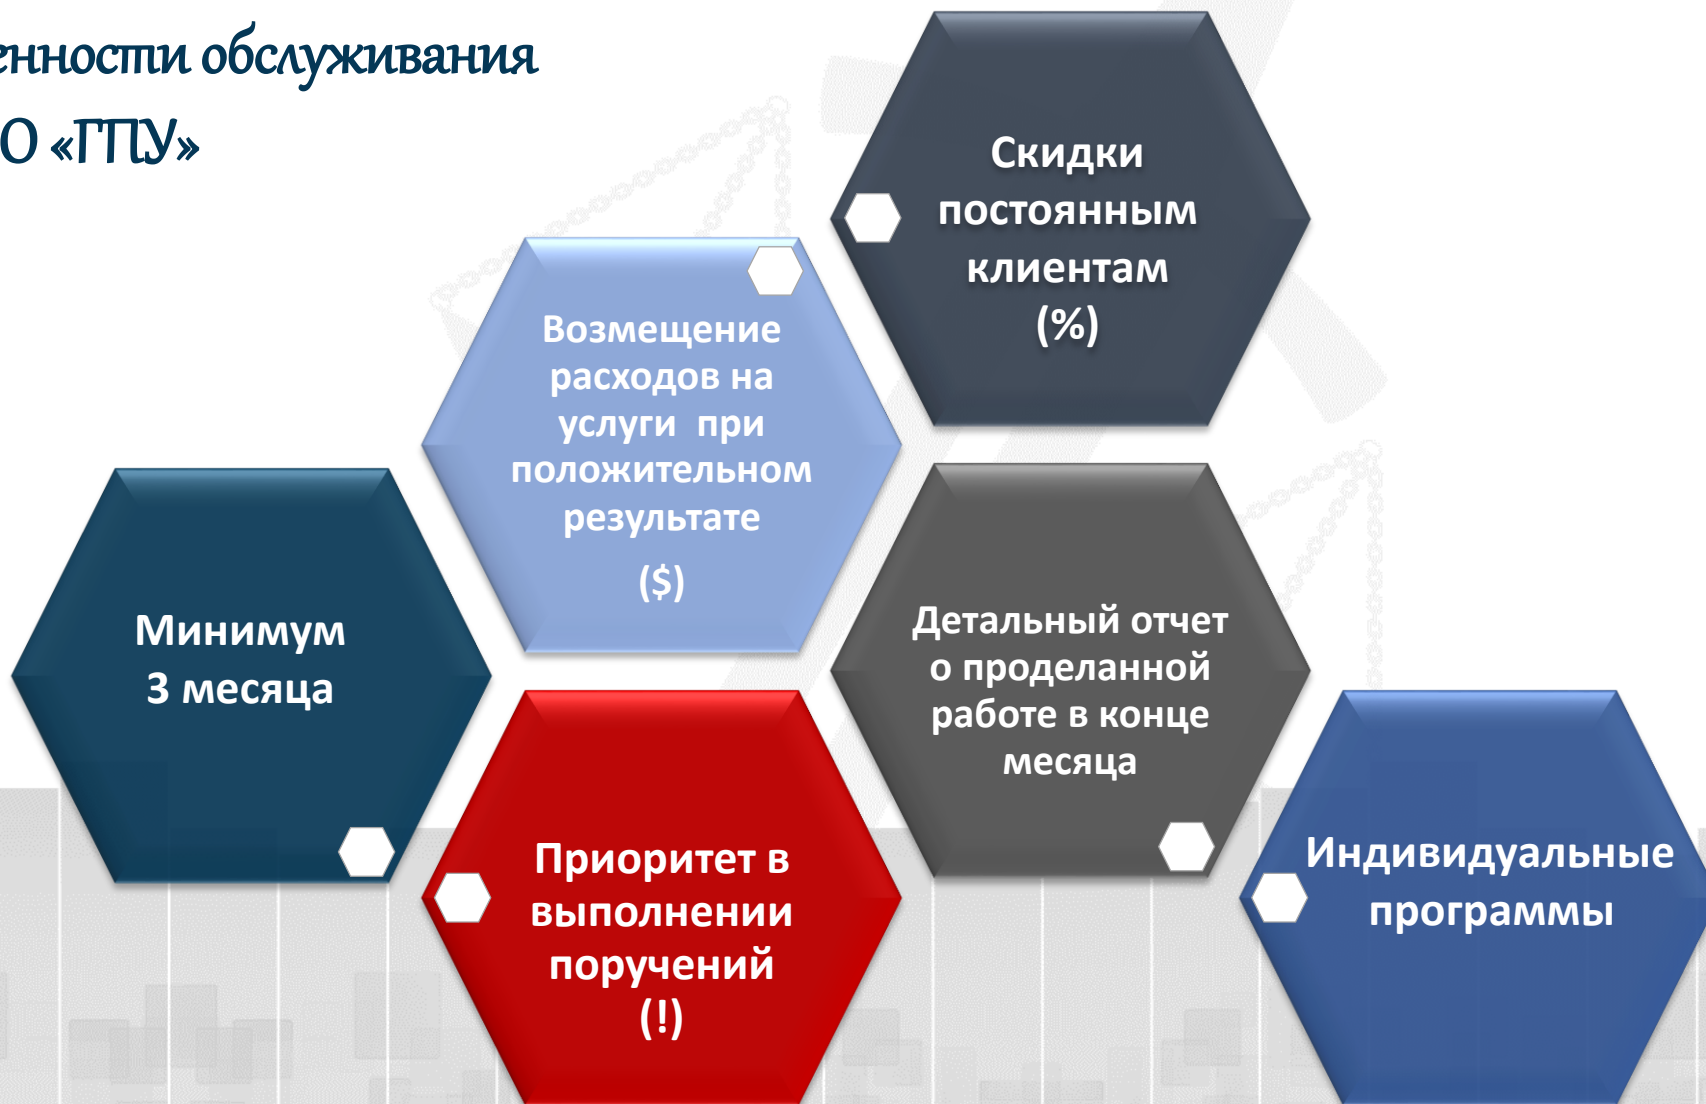 енности обслуживания
О «ГПУ»
Скидки
постоянным
клиентам
(%)
Возмещение
расходов на
услуги при
положительном
результате
($)
Минимум
3 месяца
Детальный отчет
о проделанной
работе в конце
месяца
Приоритет в
выполнении
поручений
(!)
Индивидуальные
программы